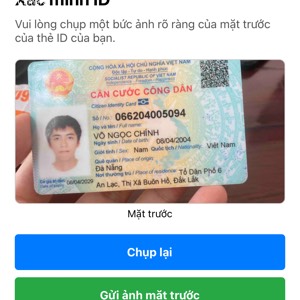 Xác minh ID
Vui lòng chụp một bức ảnh rõ ràng của mặt trước
của thẻ ID của bạn.
CỘNG HÒA XÃ HỘI CHỦ NGHĨA VIỆT NAM
Độc lập - Tự do - Hạnh phúc
SOCIALIST REPUBLIC OF VIET NAM
CĂN CƯỚC CÔNG DÂN
Citizen Identity Card
Số / No.: 066204005094
Họ và tên / Full name:
VÕ NGỌC CHÍNH
Ngày sinh / Date of birth: 08/04/2004
Giới tính / Sex: Nam Quốc tịch / Nationality: Việt Nam
Quê quán / Place of origin:
Đà Nẵng
Nơi thường trú / Place of residence: Tổ Dân Phố 6
An Lạc, Thị Xã Buôn Hồ, Đắk Lắk
Mặt trước
Chụp lại
Gửi ảnh mặt trước